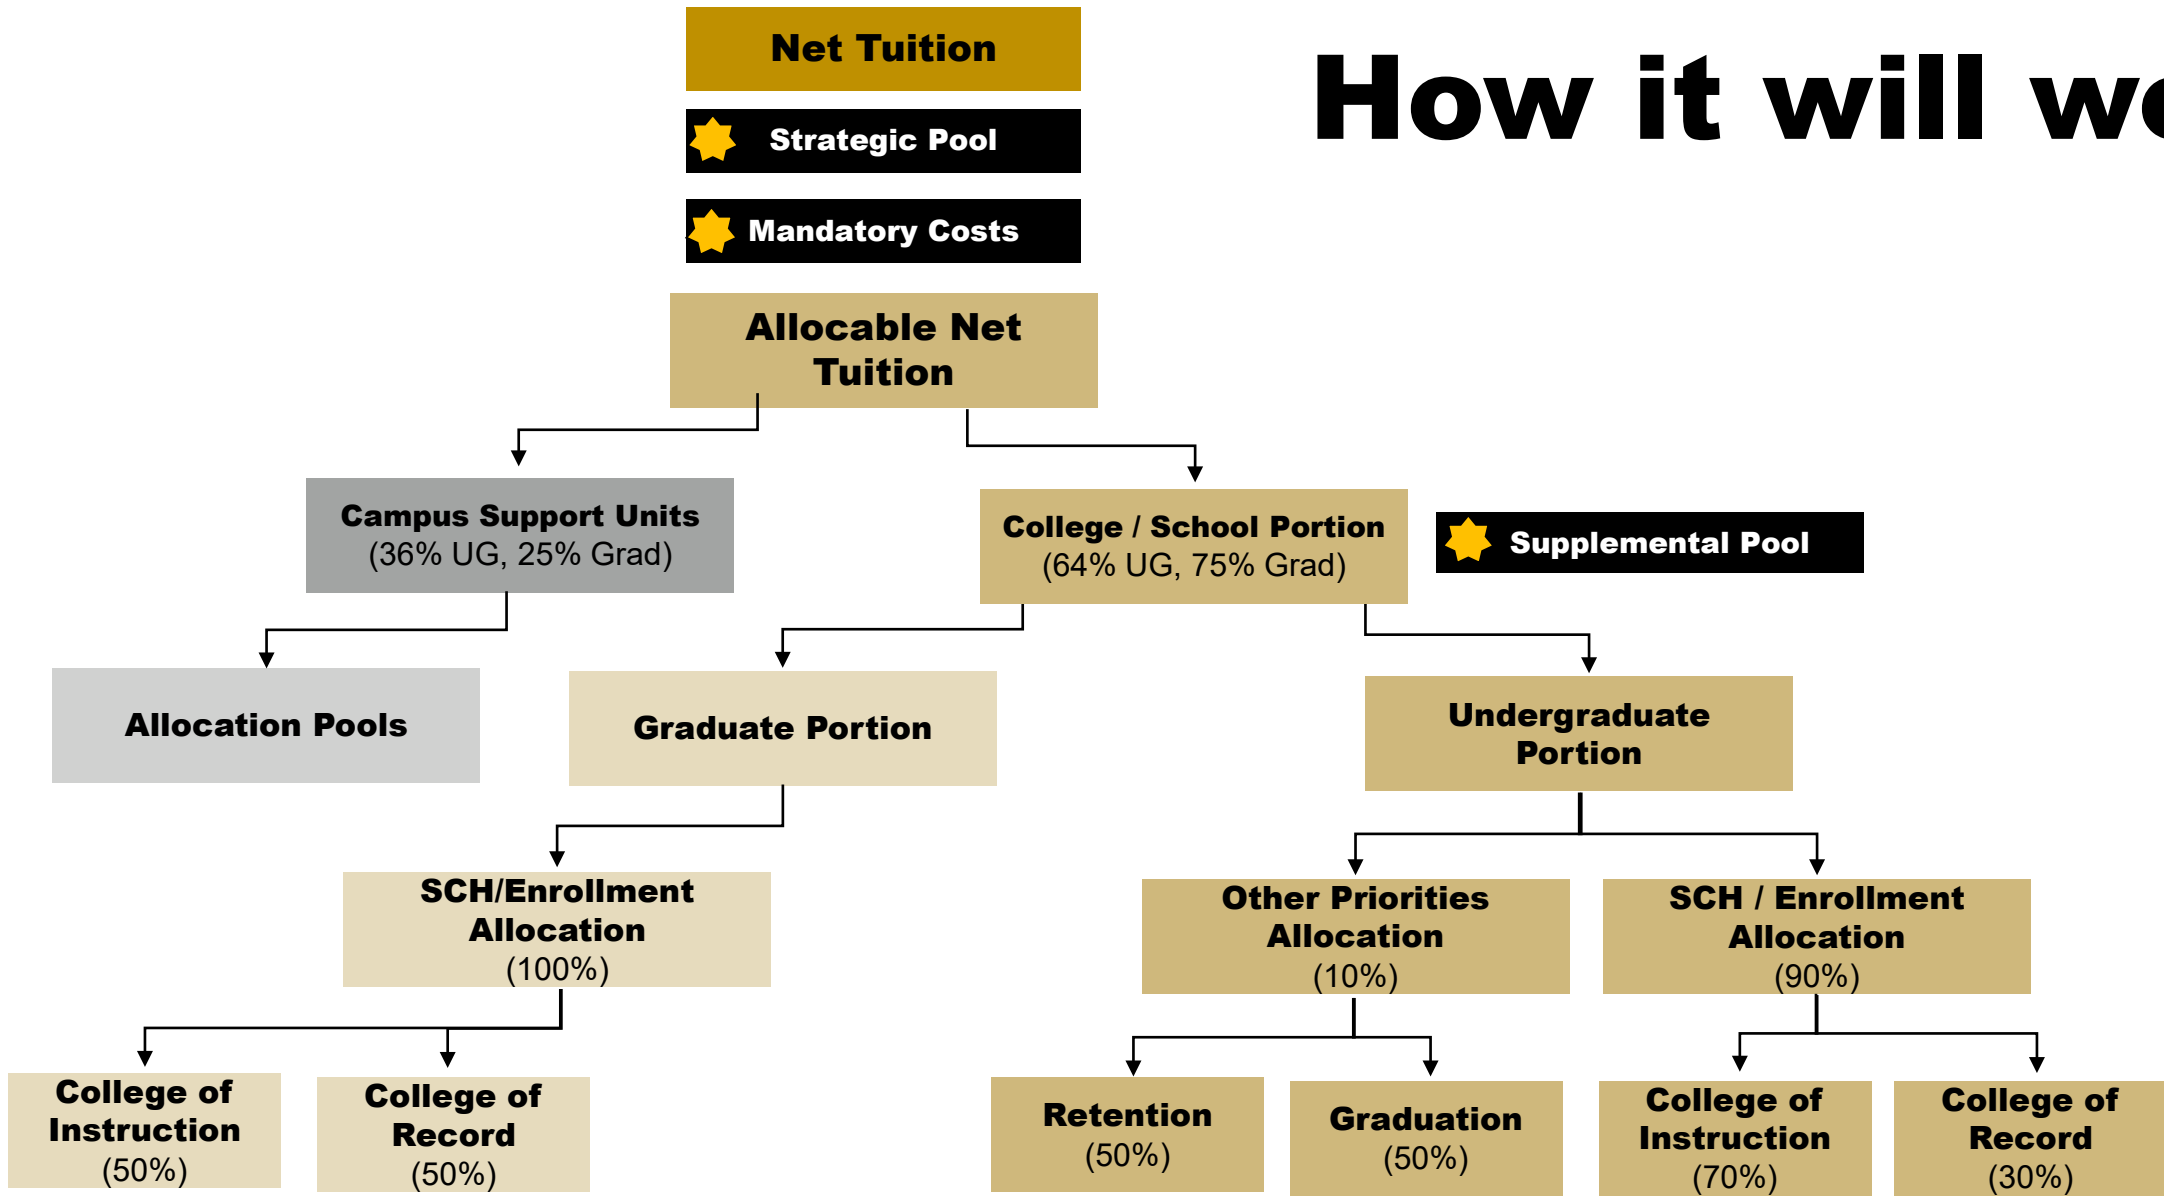 Net Tuition
How it will
Strategic Pool
Mandatory Costs
Allocable Net
Tuition
Campus Support Units
(36% UG, 25% Grad)
College / School Portion
(64% UG, 75% Grad)
Supplemental Pool
Allocation Pools
Graduate Portion
Undergraduate
Portion
SCH/Enrollment
Allocation
(100%)
Other Priorities
Allocation
(10%)
SCH / Enrollment
Allocation
(90%)
College of
Instruction
(50%)
College of
Record
(50%)
Retention
(50%)
Graduation
(50%)
College of
Instruction
(70%)
College of
Record
(30%)